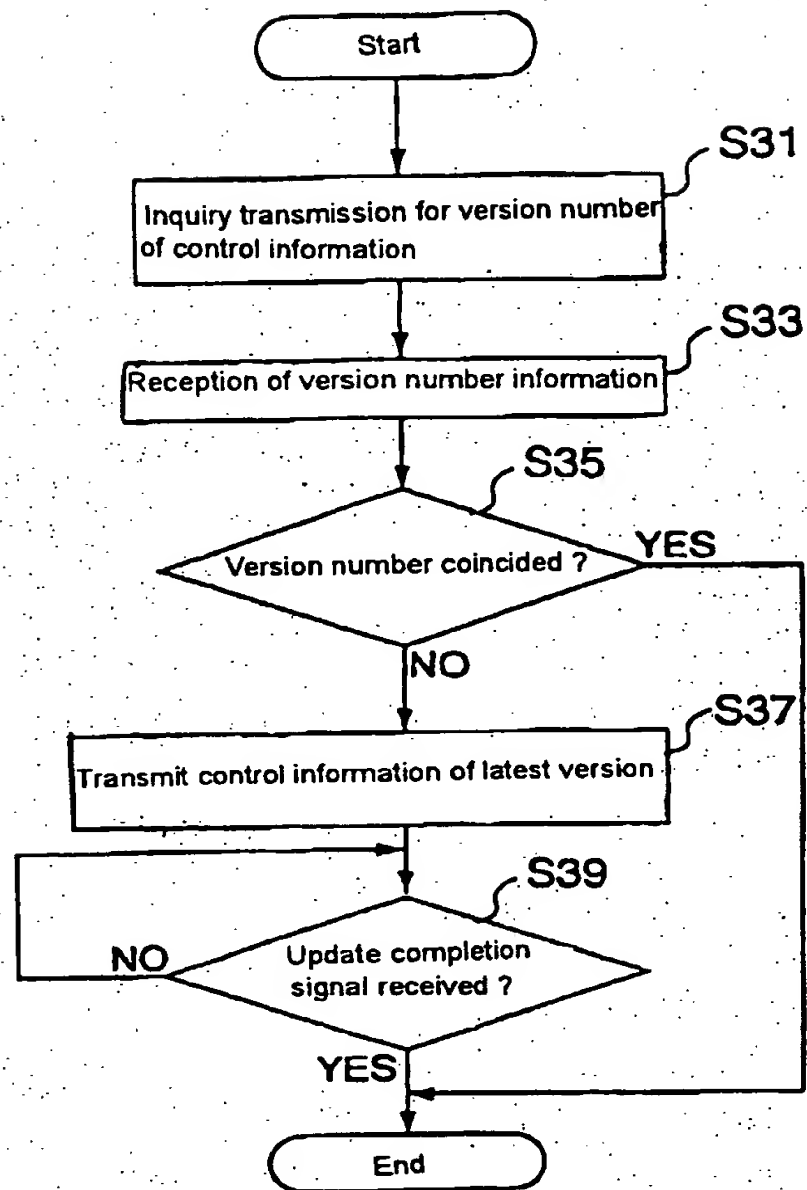 Start
S31
Inquiry transmission for version number
of control information
S33
Reception of version number information
S35
Version number coincided ?
YES
NO
S37
Transmit control information of latest version
S39
Update completion
signal received ?
NO
YES
End